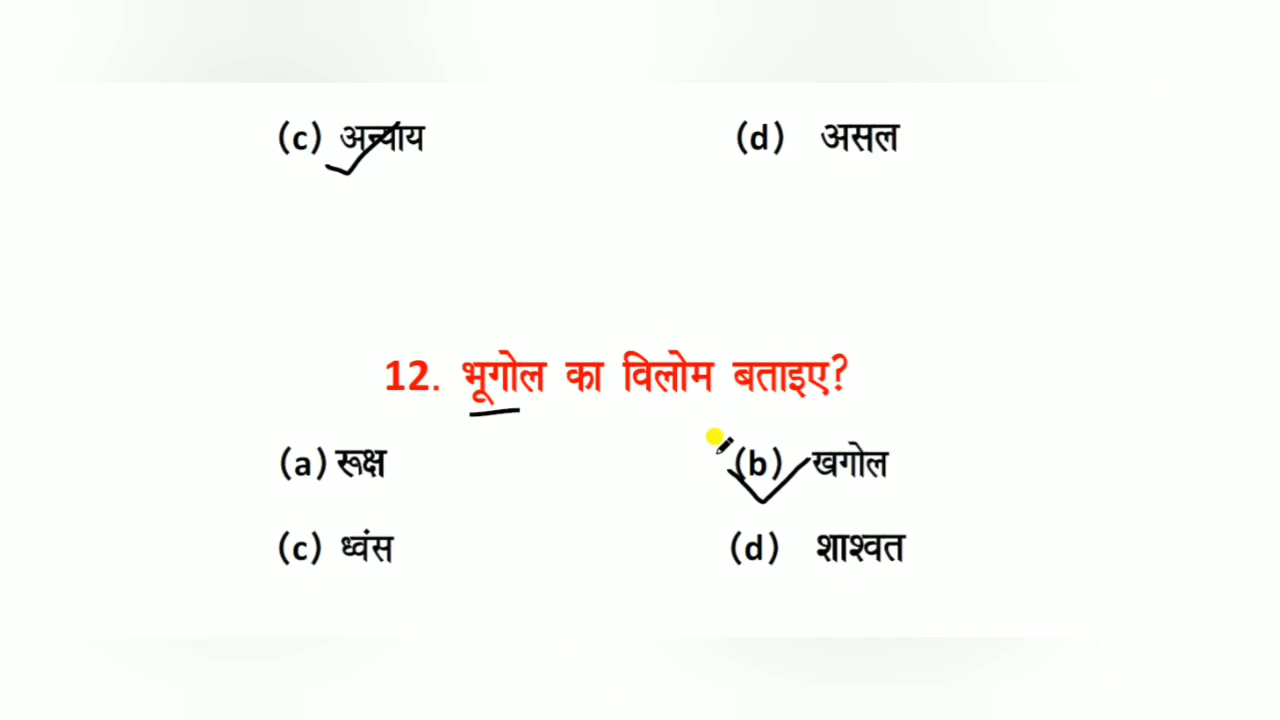 (c) अन्याय (d) असल
12. भूगोल का विलोम बताइए?
(a) रूक्ष (b) खगोल
(c) ध्वंस (d) शाश्वत